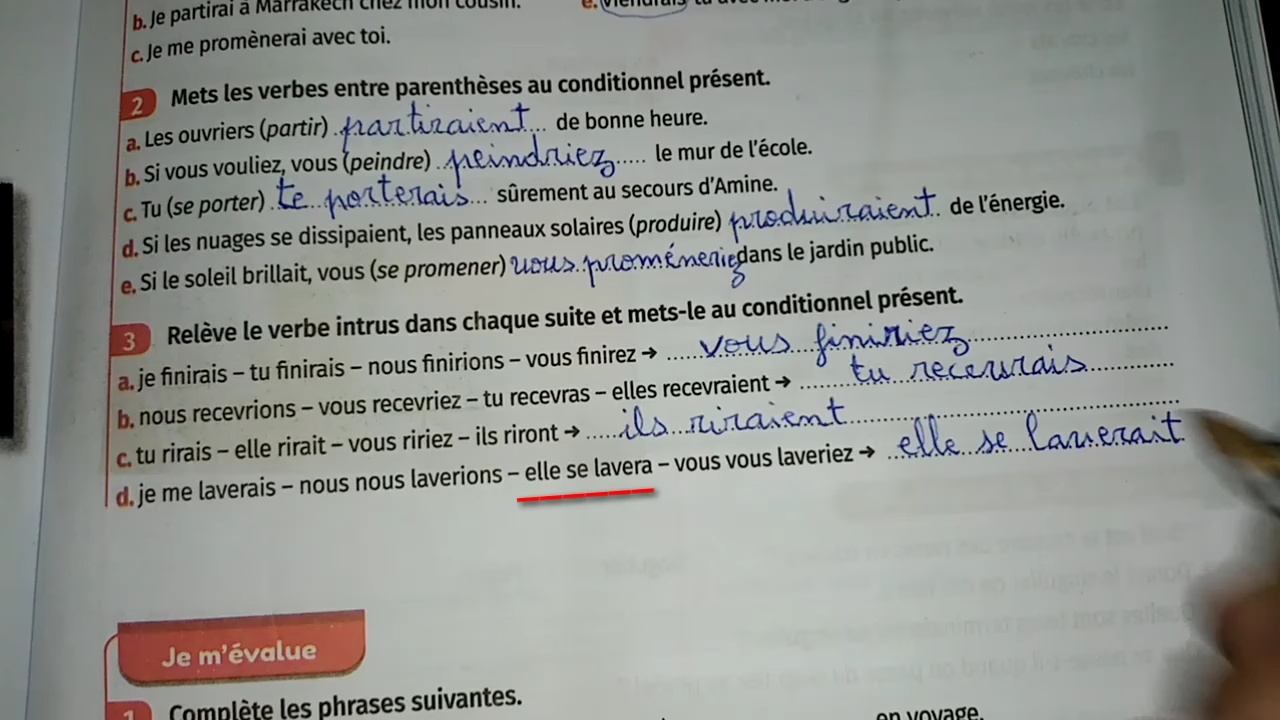 b. Je partirai à Marrakech chez mon cousin.
e. Viendrais-tu avec
c. Je me promènerai avec toi.
2 Mets les verbes entre parenthèses au conditionnel présent.
a. Les ouvriers (partir) partiraient de bonne heure.
b. Si vous vouliez, vous (peindre) peindriez le mur de l'école.
c. Tu (se porter) te porterais sûrement au secours d'Amine.
d. Si les nuages se dissipaient, les panneaux solaires (produire) produiraient de l'énergie.
e. Si le soleil brillait, vous (se promener) vous proméneriez dans le jardin public.
3 Relève le verbe intrus dans chaque suite et mets-le au conditionnel présent.
a. je finirais – tu finirais – nous finirions – vous finirez → vous finiriez
b. nous recevrions – vous recevriez – tu recevras – elles recevraient → tu recevrais
c. tu rirais – elle rirait – vous ririez – ils riront → ils riraient
d. je me laverais – nous nous laverions – elle se lavera – vous vous laveriez → elle se laverait
Je m'évalue
1 Complète les phrases suivantes.
en voyage.